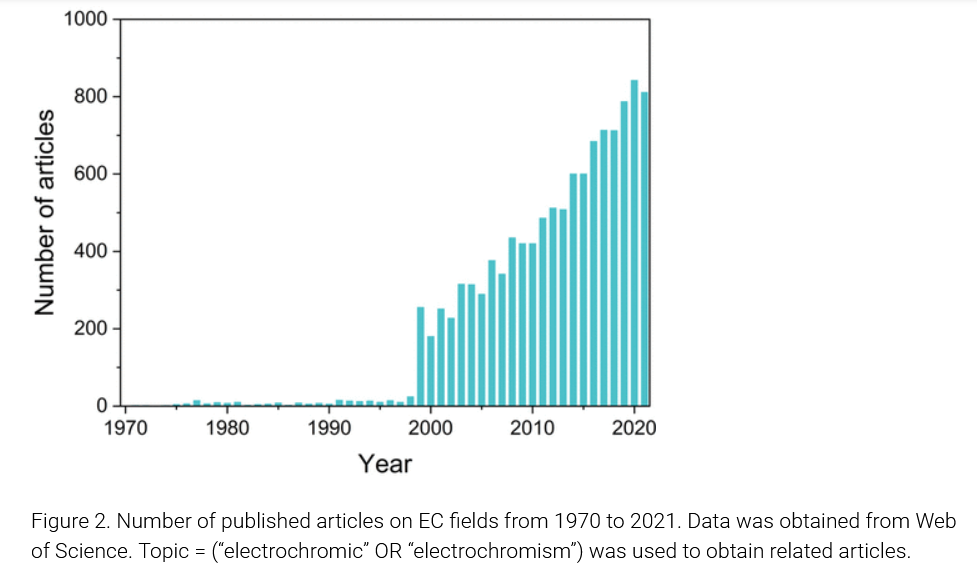 1000
800
600
400
200
0
Number of articles
1970 1980 1990 2000 2010 2020
Year
Figure 2. Number of published articles on EC fields from 1970 to 2021. Data was obtained from Web
of Science. Topic = (“electrochromic” OR “electrochromism”) was used to obtain related articles.